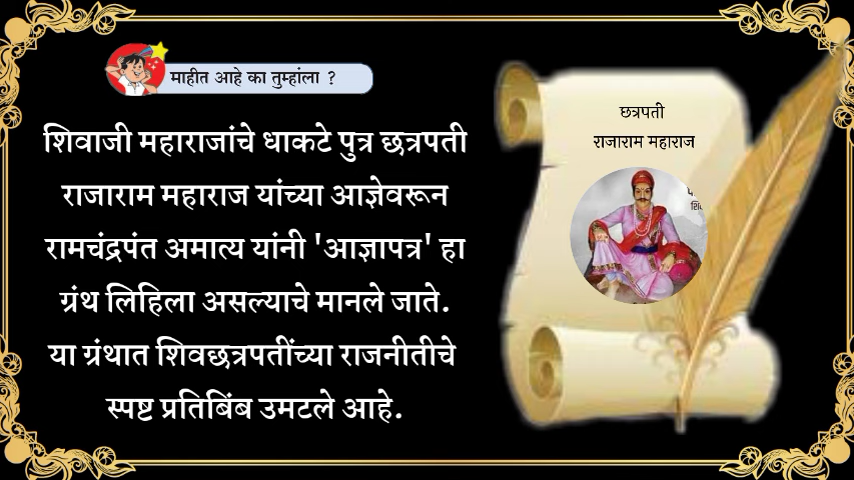 माहीत आहे का तुम्हांला ?
शिवाजी महाराजांचे धाकटे पुत्र छत्रपती
राजाराम महाराज यांच्या आज्ञेवरून
रामचंद्रपंत अमात्य यांनी 'आज्ञापत्र' हा
ग्रंथ लिहिला असल्याचे मानले जाते.
या ग्रंथात शिवछत्रपतींच्या राजनीतीचे
स्पष्ट प्रतिबिंब उमटले आहे.
छत्रपती
राजाराम महाराज